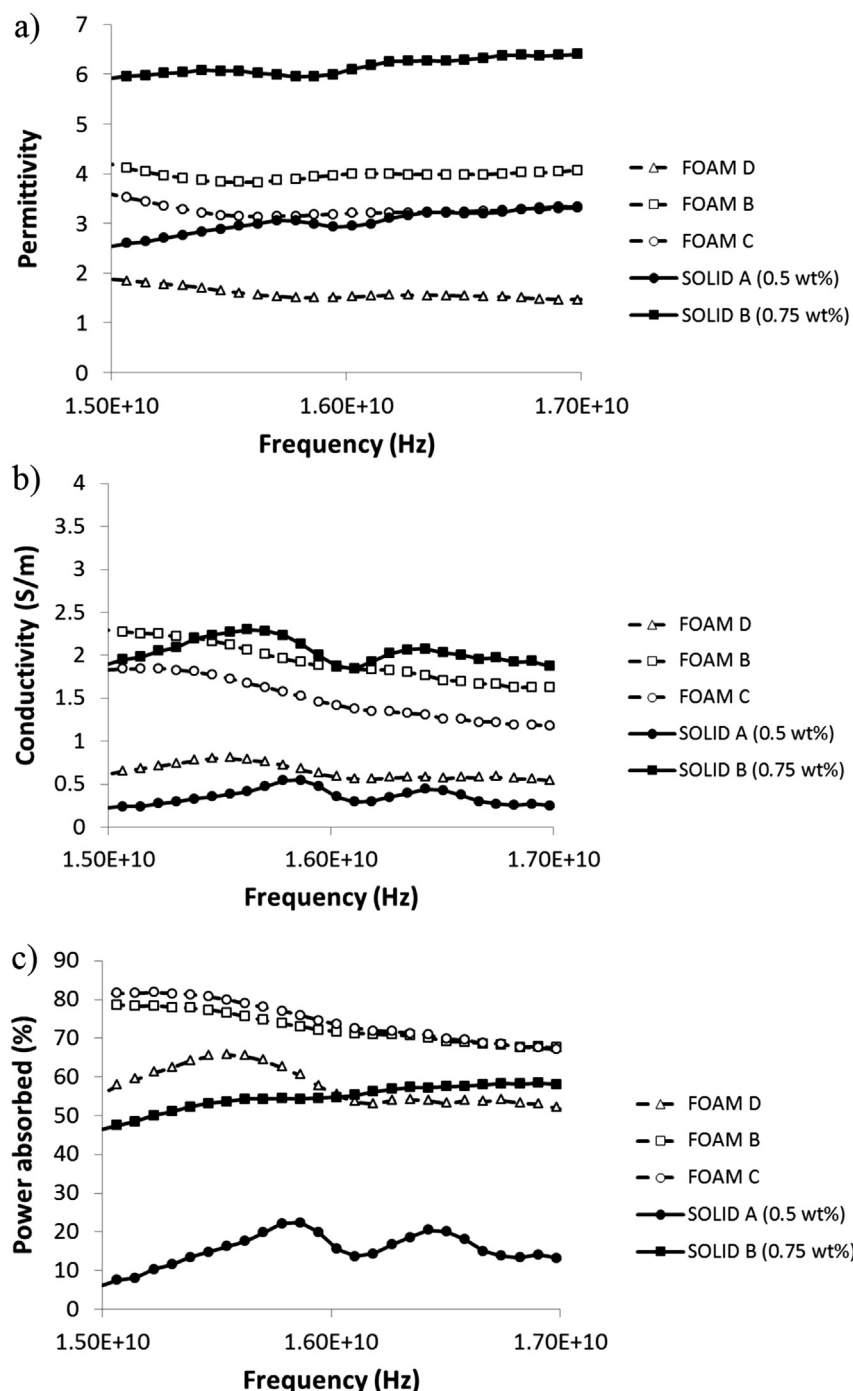 a)
7
6
5
4
3
2
1
0
Permittivity
1.50E+10 1.60E+10 1.70E+10
Frequency (Hz)
FOAM D
FOAM B
FOAM C
SOLID A (0.5 wt%)
SOLID B (0.75 wt%)
b)
4
3.5
3
2.5
2
1.5
1
0.5
0
Conductivity (S/m)
1.50E+10 1.60E+10 1.70E+10
Frequency (Hz)
FOAM D
FOAM B
FOAM C
SOLID A (0.5 wt%)
SOLID B (0.75 wt%)
c)
90
80
70
60
50
40
30
20
10
0
Power absorbed (%)
1.50E+10 1.60E+10 1.70E+10
Frequency (Hz)
FOAM D
FOAM B
FOAM C
SOLID A (0.5 wt%)
SOLID B (0.75 wt%)